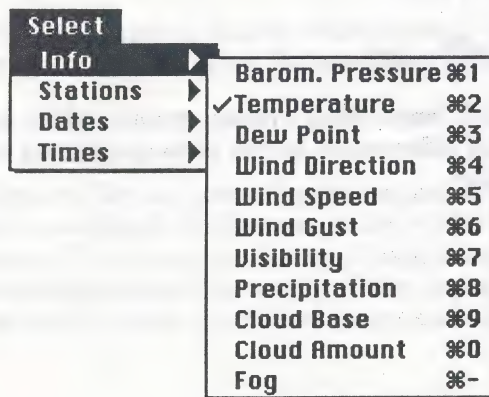 Select
Info
Stations
Dates
Times
Barom. Pressure ⌘1
✓Temperature ⌘2
Dew Point ⌘3
Wind Direction ⌘4
Wind Speed ⌘5
Wind Gust ⌘6
Visibility ⌘7
Precipitation ⌘8
Cloud Base ⌘9
Cloud Amount ⌘0
Fog ⌘-